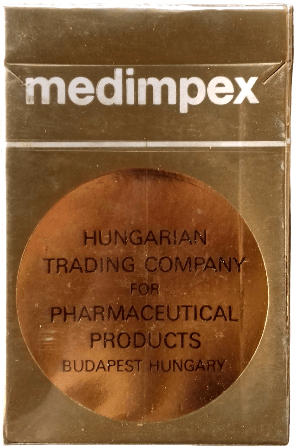 medimpex
HUNGARIAN
TRADING COMPANY
FOR
PHARMACEUTICAL
PRODUCTS
BUDAPEST HUNGARY